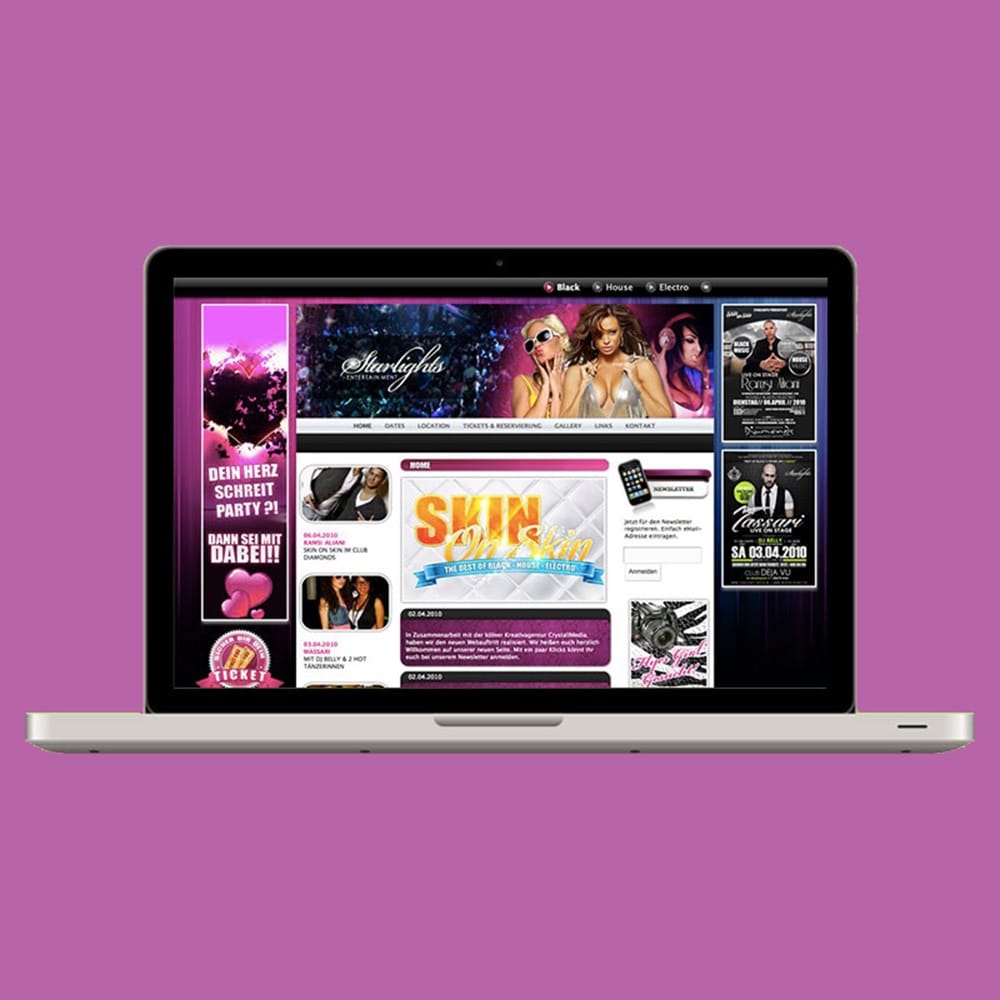 Black House Electro
Starlights
ENTERTAINMENT
HOME DATES LOCATION TICKETS & RESERVIERUNG GALLERY LINKS KONTAKT
DEIN HERZ
SCHREIT
PARTY ?!
DANN SEI MIT
DABEI!!
TICKET
06.04.2010
RAMSI ALIANI
SKIN ON SKIN IM CLUB
DIAMONDS
03.04.2010
MASSARI
MIT DJ BELLY & 2 HOT
TÄNZERINNEN
HOME
SKIN
On Skin
THE BEST OF BLACK · HOUSE · ELECTRO
02.04.2010
In Zusammenarbeit mit der kölner Kreativagentur CrystallMedia,
haben wir den neuen Webauftritt realisiert. Wir heißen euch herzlich
Willkommen auf unserer neuen Seite. Mit ein paar Klicks könnt ihr
euch bei unserem Newsletter anmelden.
02.04.2010
NEWSLETTER
Jetzt für den Newsletter
registrieren. Einfach eMail-
Adresse eintragen.
Anmelden
Starlights
BLACK
MUSIC
HOUSE
MUSIC
LIVE ON STAGE
Ramsi Aliani
DIENSTAG// 06.APRIL // 2010
Diamonds
Starlights
LIVE ON STAGE
Massari
DJ BELLY
SA 03.04.2010
CLUB DEJA VU